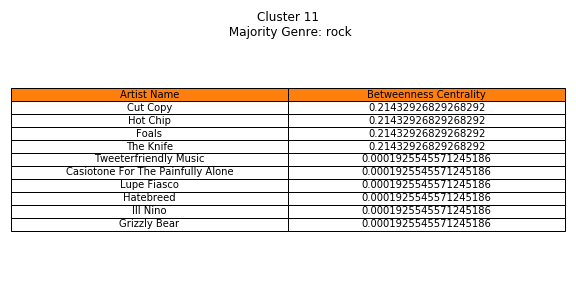 Cluster 11
Majority Genre: rock
Artist Name Betweenness Centrality
Cut Copy 0.21432926829268292
Hot Chip 0.21432926829268292
Foals 0.21432926829268292
The Knife 0.21432926829268292
Tweeterfriendly Music 0.0001925545571245186
Casiotone For The Painfully Alone 0.0001925545571245186
Lupe Fiasco 0.0001925545571245186
Hatebreed 0.0001925545571245186
Ill Nino 0.0001925545571245186
Grizzly Bear 0.0001925545571245186